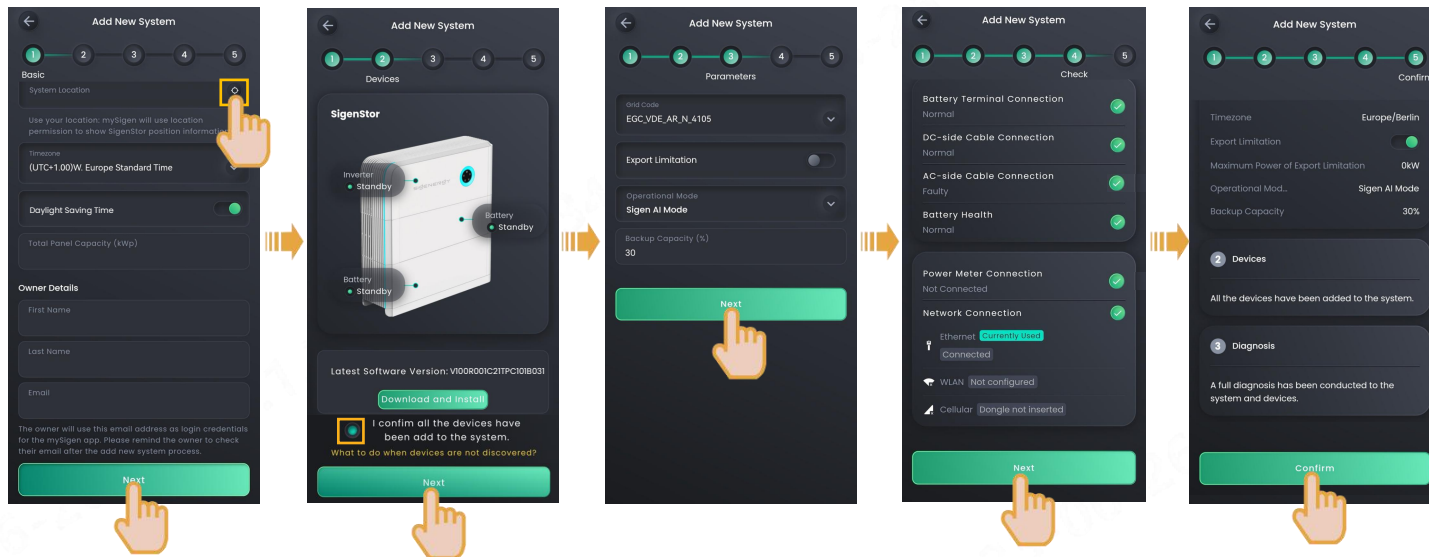 Add New System
1 2 3 4 5
Basic
System Location
Use your location: mySigen will use location
permission to show SigenStor position information
Timezone
(UTC+1.00)W. Europe Standard Time
Daylight Saving Time
Total Panel Capacity (kWp)
Owner Details
First Name
Last Name
Email
The owner will use this email address as login credentials
for the mySigen app. Please remind the owner to check
their email after the add new system process.
Next
Add New System
1 2 3 4 5
Devices
SigenStor
Inverter
Standby
Battery
Standby
Battery
Standby
Latest Software Version: V100R001C21TPC101B031
Download and Install
I confim all the devices have
been add to the system.
What to do when devices are not discovered?
Next
Add New System
1 2 3 4 5
Parameters
Grid Code
EGC_VDE_AR_N_4105
Export Limitation
Operational Mode
Sigen AI Mode
Backup Capacity (%)
30
Next
Add New System
1 2 3 4 5
Check
Battery Terminal Connection
Normal
DC-side Cable Connection
Normal
AC-side Cable Connection
Faulty
Battery Health
Normal
Power Meter Connection
Not Connected
Network Connection
Ethernet Currently Used
Connected
WLAN Not configured
Cellular Dongle not inserted
Next
Add New System
1 2 3 4 5
Confirm
Timezone Europe/Berlin
Export Limitation
Maximum Power of Export Limitation 0kW
Operational Mod.. Sigen AI Mode
Backup Capacity 30%
2 Devices
All the devices have been added to the system.
3 Diagnosis
A full diagnosis has been conducted to the
system and devices.
Confirm